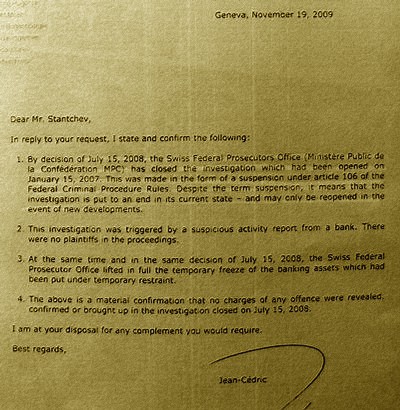 Geneva, November 19, 2009
Dear Mr. Stantchev,
In reply to your request, I state and confirm the following:
1. By decision of July 15, 2008, the Swiss Federal Prosecutors Office (Ministère Public de
la Confédération MPC) has closed the investigation which had been opened on
January 15, 2007. This was made in the form of a suspension under article 106 of the
Federal Criminal Procedure Rules. Despite the term suspension, it means that the
investigation is put to an end in its current state – and may only be reopened in the
event of new developments.
2. This investigation was triggered by a suspicious activity report from a bank. There
were no plaintiffs in the proceedings.
3. At the same time and in the same decision of July 15, 2008, the Swiss Federal
Prosecutor Office lifted in full the temporary freeze of the banking assets which had
been put under temporary restraint.
4. The above is a material confirmation that no charges of any offence were revealed,
confirmed or brought up in the investigation closed on July 15, 2008.
I am at your disposal for any complement you would require.
Best regards,
Jean-Cédric